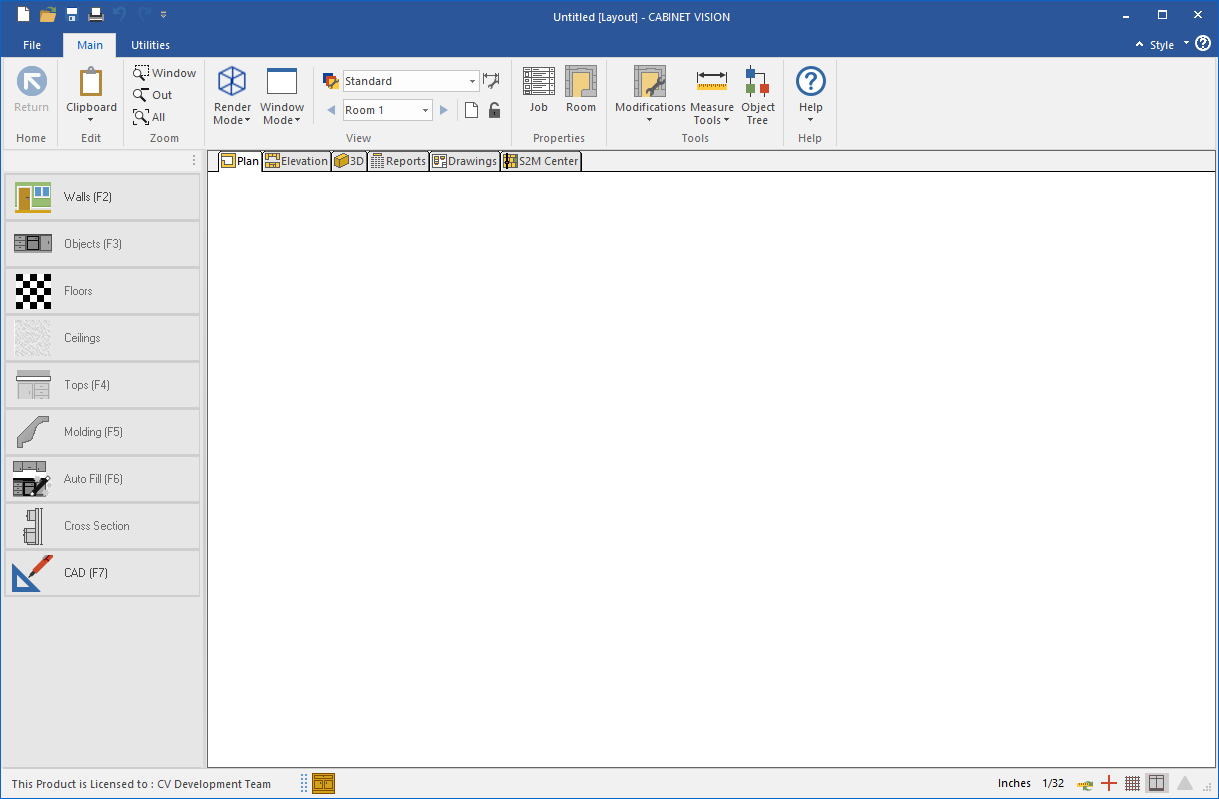 Untitled [Layout] - CABINET VISION
File Main Utilities Style
Return Clipboard Window Out All Render Mode Window Mode Standard Room 1 Job Room Modifications Measure Tools Object Tree Help
Home Edit Zoom View Properties Tools Help
Plan Elevation 3D Reports Drawings S2M Center
Walls (F2)
Objects (F3)
Floors
Ceilings
Tops (F4)
Molding (F5)
Auto Fill (F6)
Cross Section
CAD (F7)
This Product is Licensed to : CV Development Team Inches 1/32